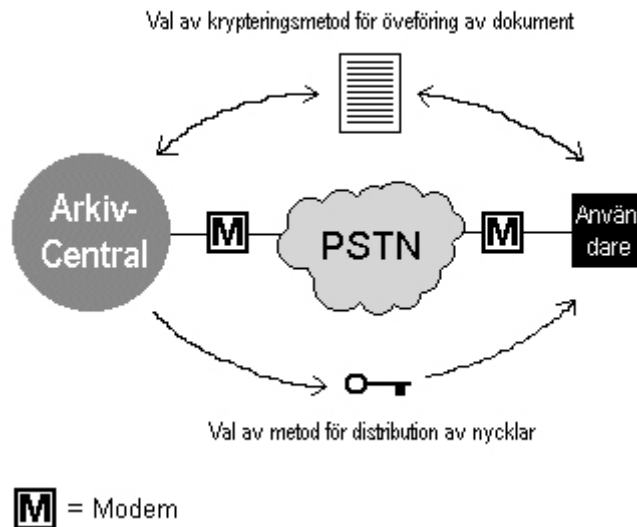 Val av krypteringsmetod för öveföring av dokument
Arkiv-
Central
M
PSTN
M
Använ
dare
Val av metod för distribution av nycklar
M = Modem